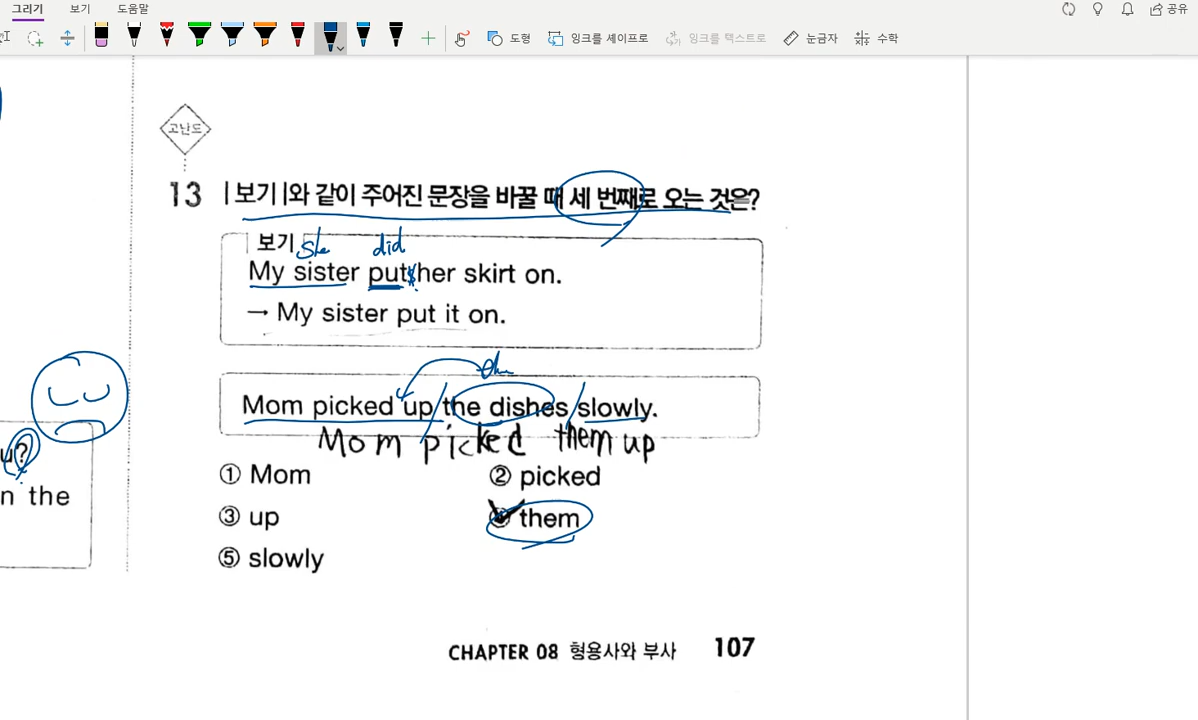 그리기 보기 도움말
도형 잉크를 셰이프로 잉크를 텍스트로 눈금자 수학 공유
고난도
13 | 보기 |와 같이 주어진 문장을 바꿀 때 세 번째로 오는 것은?
보기
She did
My sister put her skirt on.
→ My sister put it on.
Mom picked up the dishes slowly.
Mom picked them up
① Mom
② picked
③ up
them
⑤ slowly
u?
n the
CHAPTER 08 형용사와 부사 107